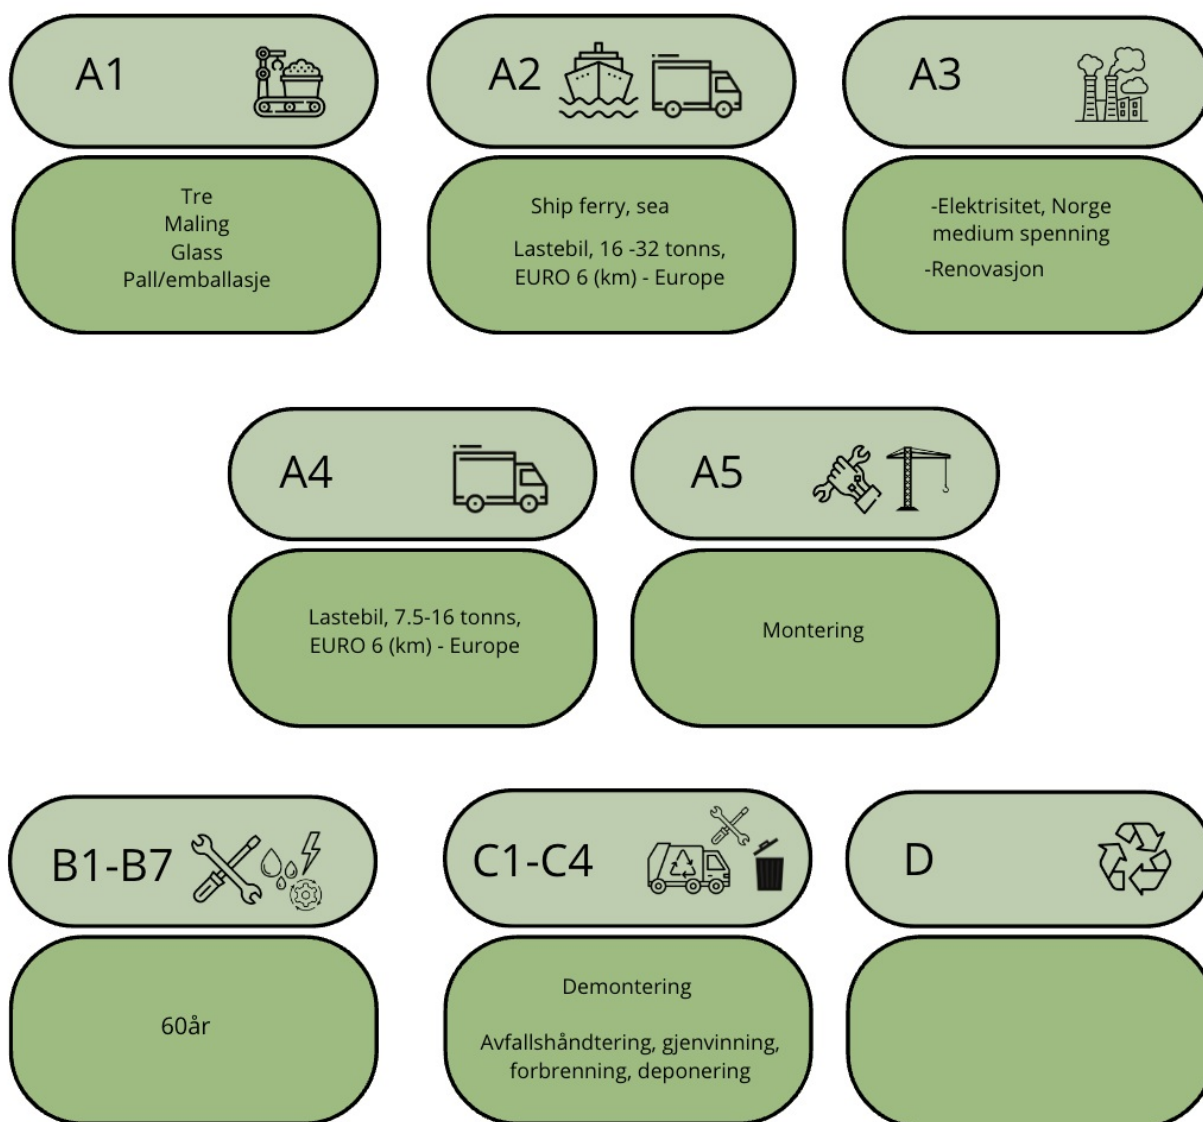 A1
Tre
Maling
Glass
Pall/emballasje
A2
Ship ferry, sea
Lastebil, 16 -32 tonns,
EURO 6 (km) - Europe
A3
-Elektrisitet, Norge
medium spenning
-Renovasjon
A4
Lastebil, 7.5-16 tonns,
EURO 6 (km) - Europe
A5
Montering
B1-B7
60år
C1-C4
Demontering
Avfallshåndtering, gjenvinning,
forbrenning, deponering
D